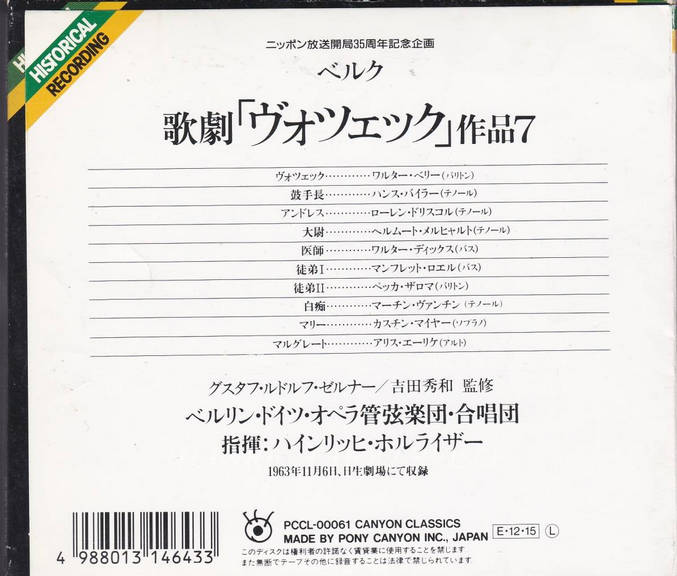 HISTORICAL
RECORDING
ニッポン放送開局35周年記念企画
ベルク
歌劇「ヴォツェック」作品7
ヴォツェック…………ワルター・ベリー(バリトン)
鼓手長…………ハンス・バイラー(テノール)
アンドレス…………ローレン・ドリスコル(テノール)
大尉…………ヘルムート・メルヒャルト(テノール)
医師…………ワルター・ディックス(バス)
徒弟I…………マンフレット・ロエル(バス)
徒弟II…………ペッカ・ザロマ(バリトン)
白痴…………マーチン・ヴァンチン(テノール)
マリー…………カスチン・マイヤー(ソプラノ)
マルグレート…………アリス・エーリケ(アルト)
グスタフ・ルドルフ・ゼルナー/吉田秀和 監修
ベルリン・ドイツ・オペラ管弦楽団・合唱団
指揮:ハインリッヒ・ホルライザー
1963年11月6日、日生劇場にて収録
4 988013 146433
PCCL-00061 CANYON CLASSICS
MADE BY PONY CANYON INC., JAPAN
E・12・15 L
このディスクは権利者の許諾なく賃貸業に使用することを禁じます
また無断でテープその他に録音することは法律で禁じられています.